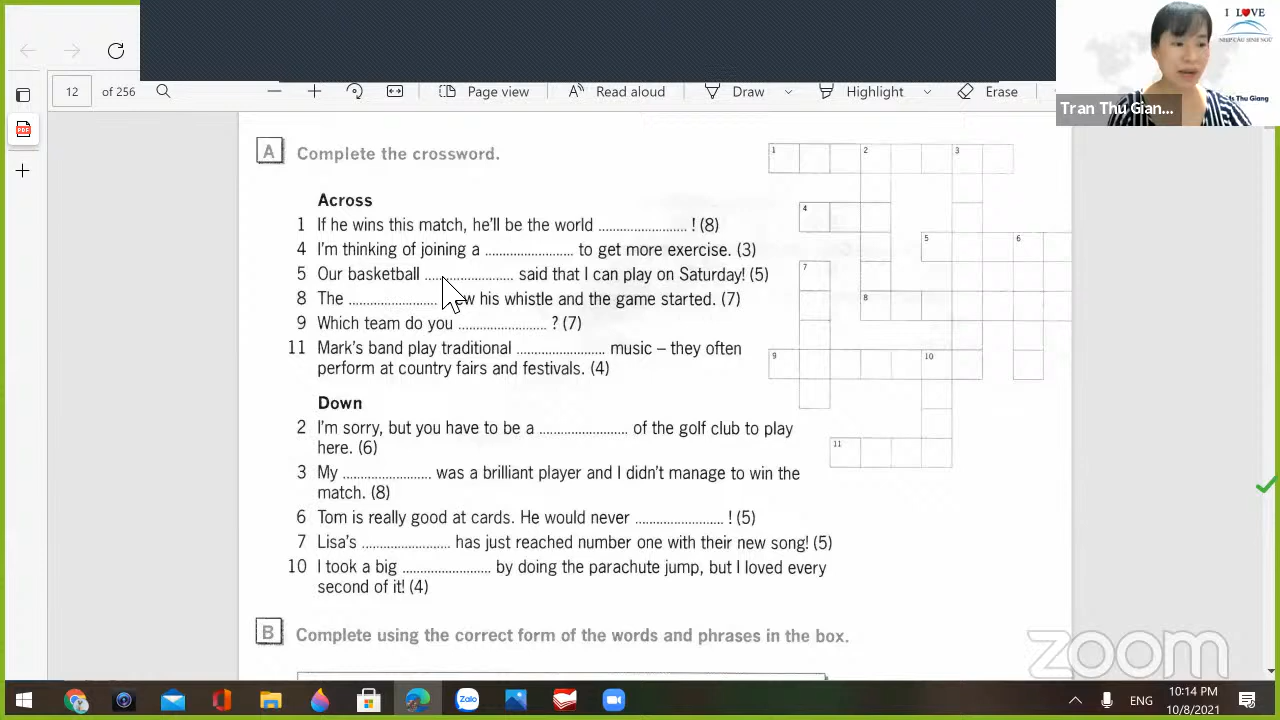 I LOVE
NHỊP CẦU SINH NGỮ
Tran Thu Gian...
Thu Giang
12 of 256
Page view
Read aloud
Draw
Highlight
Erase
A Complete the crossword.
Across
1 If he wins this match, he'll be the world ........................ ! (8)
4 I'm thinking of joining a ........................ to get more exercise. (3)
5 Our basketball ........................ said that I can play on Saturday! (5)
8 The ........................ w his whistle and the game started. (7)
9 Which team do you ........................ ? (7)
11 Mark's band play traditional ........................ music – they often
perform at country fairs and festivals. (4)
Down
2 I'm sorry, but you have to be a ........................ of the golf club to play
here. (6)
3 My ........................ was a brilliant player and I didn't manage to win the
match. (8)
6 Tom is really good at cards. He would never ........................ ! (5)
7 Lisa's ........................ has just reached number one with their new song! (5)
10 I took a big ........................ by doing the parachute jump, but I loved every
second of it! (4)
1 2 3
4
5 6
7
8
9 10
11
B Complete using the correct form of the words and phrases in the box.
zoom
Zalo
ENG
10:14 PM
10/8/2021